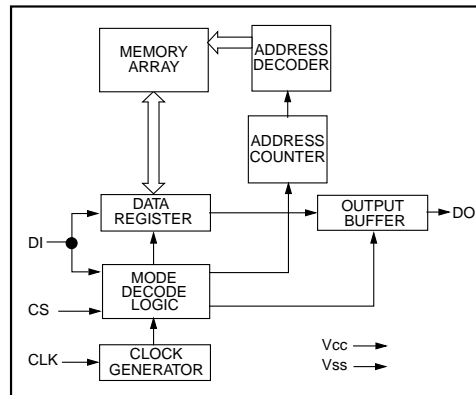 MEMORY
ARRAY
ADDRESS
DECODER
ADDRESS
COUNTER
DATA
REGISTER
OUTPUT
BUFFER
DO
DI
MODE
DECODE
LOGIC
CS
CLK
CLOCK
GENERATOR
Vcc
Vss